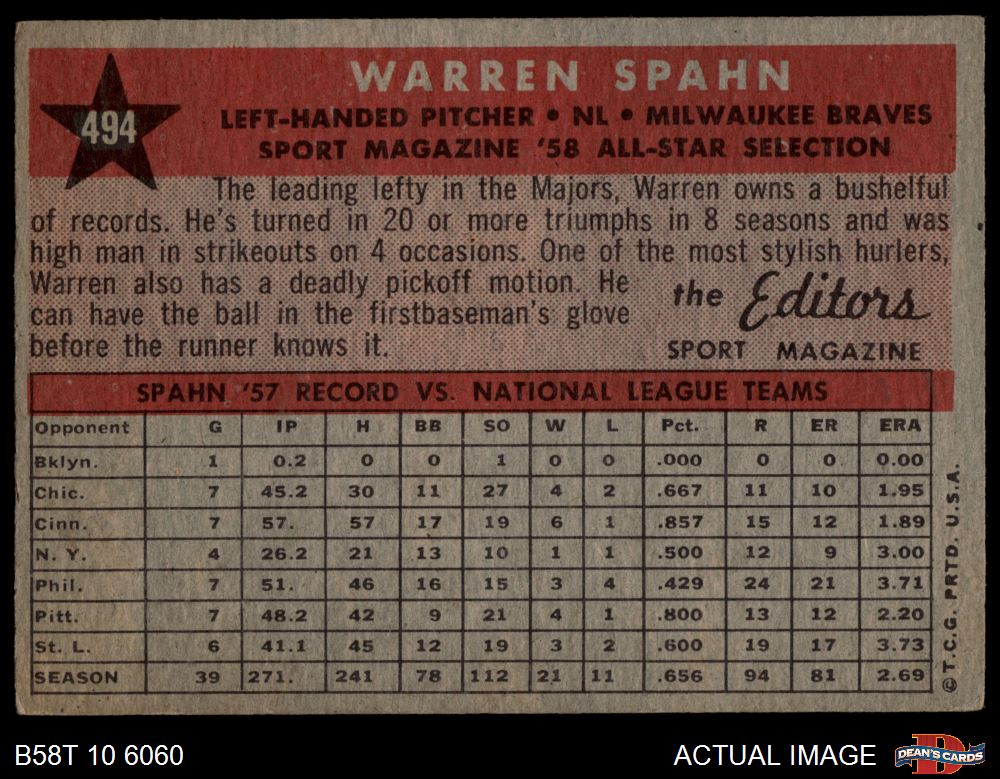 WARREN SPAHN
494
LEFT-HANDED PITCHER • NL • MILWAUKEE BRAVES
SPORT MAGAZINE '58 ALL-STAR SELECTION
The leading lefty in the Majors, Warren owns a bushelful
of records. He's turned in 20 or more triumphs in 8 seasons and was
high man in strikeouts on 4 occasions. One of the most stylish hurlers,
Warren also has a deadly pickoff motion. He
can have the ball in the firstbaseman's glove
before the runner knows it.
the Editors
SPORT MAGAZINE
SPAHN '57 RECORD VS. NATIONAL LEAGUE TEAMS
Opponent G IP H BB SO W L Pct. R ER ERA
Bklyn. 1 0.2 0 0 1 0 0 .000 0 0 0.00
Chic. 7 45.2 30 11 27 4 2 .667 11 10 1.95
Cinn. 7 57. 57 17 19 6 1 .857 15 12 1.89
N. Y. 4 26.2 21 13 10 1 1 .500 12 9 3.00
Phil. 7 51. 46 16 15 3 4 .429 24 21 3.71
Pitt. 7 48.2 42 9 21 4 1 .800 13 12 2.20
St. L. 6 41.1 45 12 19 3 2 .600 19 17 3.73
SEASON 39 271. 241 78 112 21 11 .656 94 81 2.69
© T.C.G. PRTD. U.S.A.
B58T 10 6060
ACTUAL IMAGE
DEAN'S CARDS